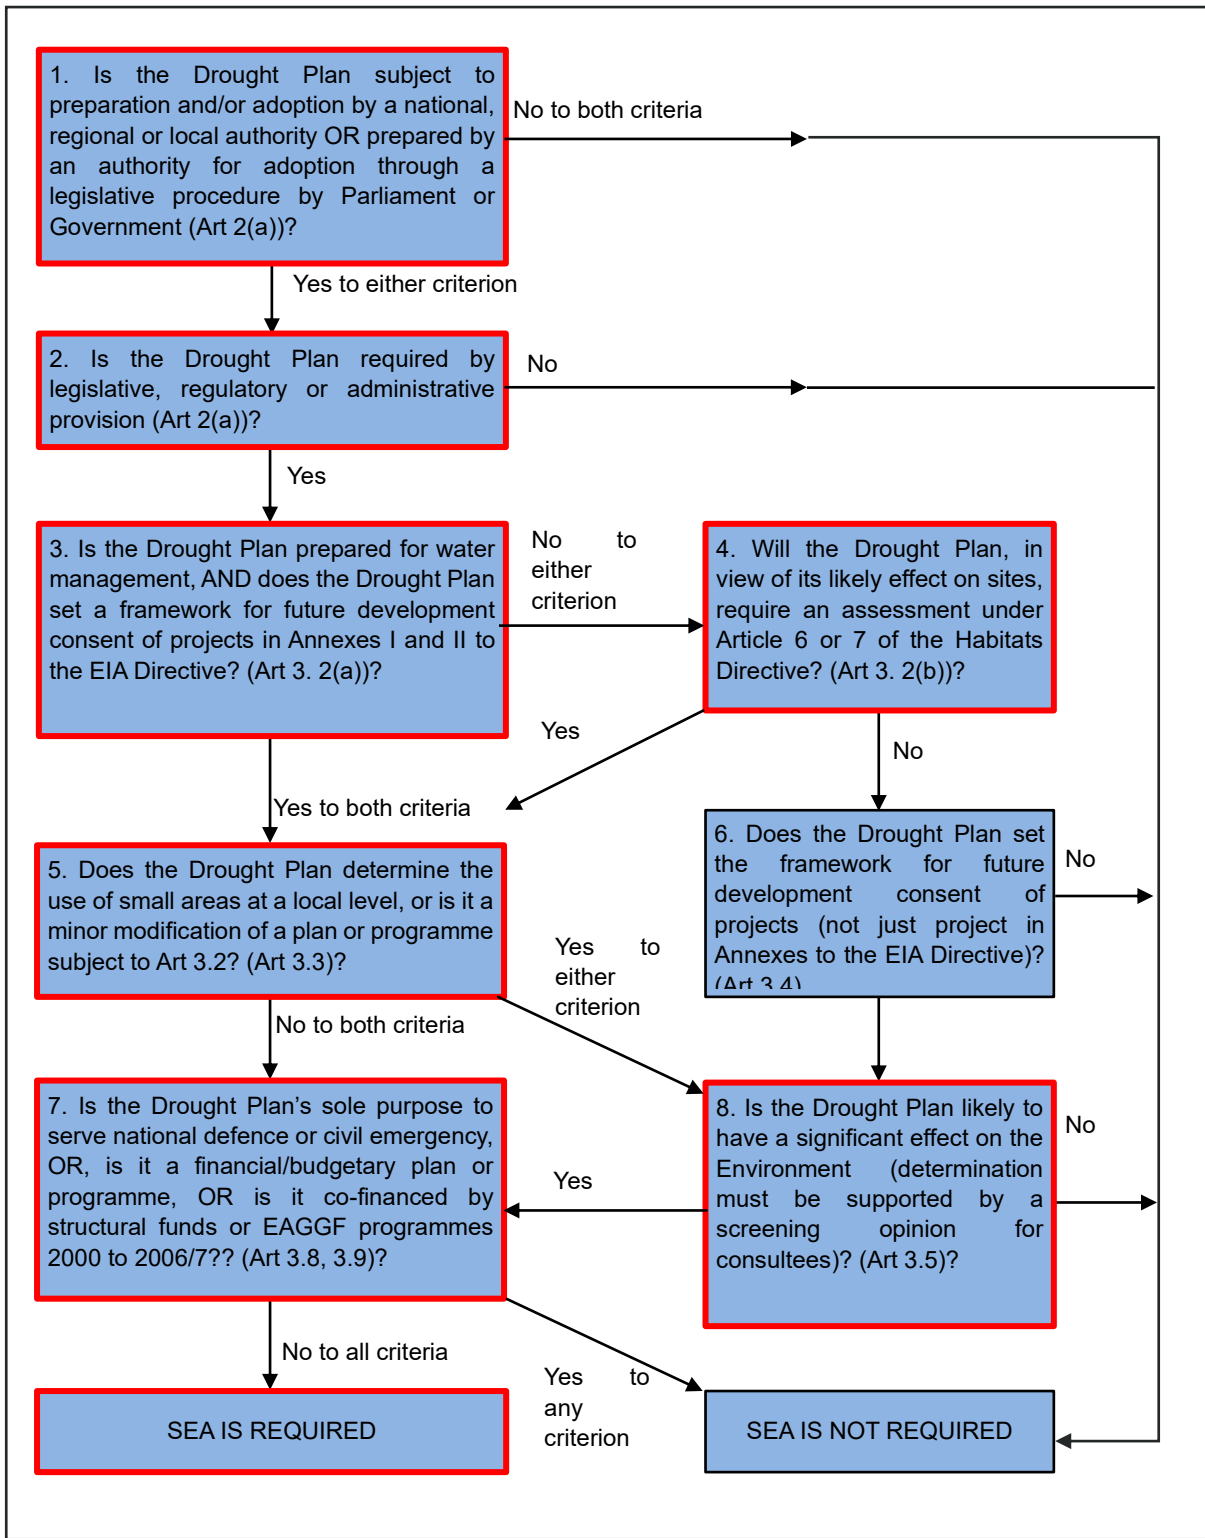 1. Is the Drought Plan subject to
preparation and/or adoption by a national,
regional or local authority OR prepared by
an authority for adoption through a
legislative procedure by Parliament or
Government (Art 2(a))?
No to both criteria
Yes to either criterion
2. Is the Drought Plan required by
legislative, regulatory or administrative
provision (Art 2(a))?
No
Yes
3. Is the Drought Plan prepared for water
management, AND does the Drought Plan
set a framework for future development
consent of projects in Annexes I and II to
the EIA Directive? (Art 3. 2(a))?
No to
either
criterion
4. Will the Drought Plan, in
view of its likely effect on sites,
require an assessment under
Article 6 or 7 of the Habitats
Directive? (Art 3. 2(b))?
Yes
No
Yes to both criteria
5. Does the Drought Plan determine the
use of small areas at a local level, or is it a
minor modification of a plan or programme
subject to Art 3.2? (Art 3.3)?
6. Does the Drought Plan set
the framework for future
development consent of
projects (not just project in
Annexes to the EIA Directive)?
(Art 3.4)
No
Yes to
either
criterion
No to both criteria
7. Is the Drought Plan's sole purpose to
serve national defence or civil emergency,
OR, is it a financial/budgetary plan or
programme, OR is it co-financed by
structural funds or EAGGF programmes
2000 to 2006/7?? (Art 3.8, 3.9)?
Yes
8. Is the Drought Plan likely to
have a significant effect on the
Environment (determination
must be supported by a
screening opinion for
consultees)? (Art 3.5)?
No
No to all criteria
Yes to
any
criterion
SEA IS REQUIRED
SEA IS NOT REQUIRED